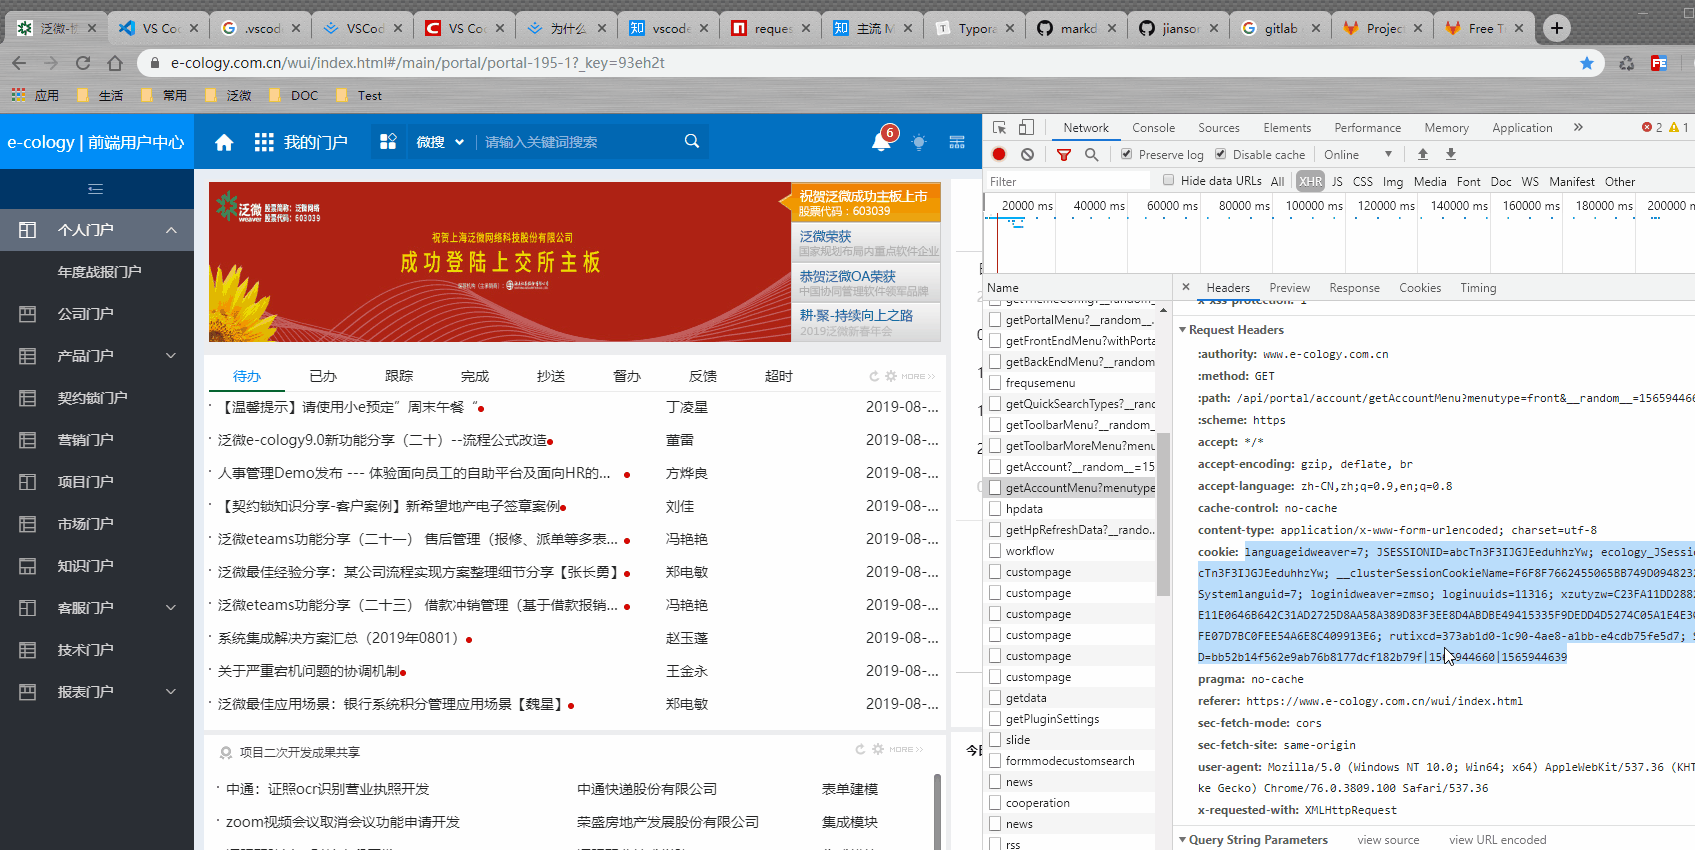 泛微-协
VS Co
.vscod
VSCod
VS Co
为什么
vscode
reques
主流 M
Typora
markd
jianson
gitlab
Projec
Free T
e-cology.com.cn/wui/index.html#/main/portal/portal-195-1?_key=93eh2t
应用
生活
常用
泛微
DOC
Test
e-cology | 前端用户中心
我的门户
微搜
请输入关键词搜索
6
个人门户
年度战报门户
公司门户
产品门户
契约锁门户
营销门户
项目门户
市场门户
知识门户
客服门户
技术门户
报表门户
泛微
weaver
股票简称：泛微网络
股票代码：603039
祝贺上海泛微网络科技股份有限公司
成功登陆上交所主板
祝贺泛微成功主板上市
股票代码：603039
泛微荣获
国家规划布局内重点软件企业
恭贺泛微OA荣获
中国协同管理软件领军品牌
耕·聚-持续向上之路
2019泛微新春年会
待办 已办 跟踪 完成 抄送 督办 反馈 超时 MORE >>
【温馨提示】请使用小e预定”周末午餐“ 丁凌星 2019-08-...
泛微e-cology9.0新功能分享（二十）--流程公式改造 董雷 2019-08-...
人事管理Demo发布 --- 体验面向员工的自助平台及面向HR的... 方烨良 2019-08-...
【契约锁知识分享-客户案例】新希望地产电子签章案例 刘佳 2019-08-...
泛微eteams功能分享（二十一） 售后管理（报修、派单等多表... 冯艳艳 2019-08-...
泛微最佳经验分享：某公司流程实现方案整理细节分享【张长勇】 郑电敏 2019-08-...
泛微eteams功能分享（二十三） 借款冲销管理（基于借款报销... 冯艳艳 2019-08-...
系统集成解决方案汇总（2019年0801） 赵玉蓬 2019-08-...
关于严重宕机问题的协调机制 王金永 2019-08-...
泛微最佳应用场景：银行系统积分管理应用场景【魏星】 郑电敏 2019-08-...
项目二次开发成果共享 MORE >>
中通：证照ocr识别营业执照开发 中通快递股份有限公司 表单建模
zoom视频会议取消会议功能申请开发 荣盛房地产发展股份有限公司 集成模块
今日
Network Console Sources Elements Performance Memory Application » 2 1
Preserve log Disable cache Online
Filter Hide data URLs All XHR JS CSS Img Media Font Doc WS Manifest Other
20000 ms 40000 ms 60000 ms 80000 ms 100000 ms 120000 ms 140000 ms 160000 ms 180000 ms 200000
Name
getThemeConfig?__random_
getPortalMenu?__random__.
getFrontEndMenu?withPorta
getBackEndMenu?__random
frequsemenu
getQuickSearchTypes?__ranc
getToolbarMenu?__random_
getToolbarMoreMenu?menu
getAccount?__random__=15
getAccountMenu?menutype
hpdata
getHpRefreshData?__rando..
workflow
custompage
custompage
custompage
custompage
custompage
custompage
getdata
getPluginSettings
slide
formmodecustomsearch
news
cooperation
news
rss
× Headers Preview Response Cookies Timing
x-xss-protection: 1
Request Headers
:authority: www.e-cology.com.cn
:method: GET
:path: /api/portal/account/getAccountMenu?menutype=front&__random__=156594466
:scheme: https
accept: */*
accept-encoding: gzip, deflate, br
accept-language: zh-CN,zh;q=0.9,en;q=0.8
cache-control: no-cache
content-type: application/x-www-form-urlencoded; charset=utf-8
cookie: languageidweaver=7; JSESSIONID=abcTn3F3IJGJEeduhhzYw; ecology_JSessi
cTn3F3IJGJEeduhhzYw; __clusterSessionCookieName=F6F8F7662455065BB749D094823
Systemlanguid=7; loginidweaver=zmso; loginuuids=11316; xzutyzw=C23FA11DD288
E11E0646B642C31AD2725D8AA58A389D83F3EE8D4ABDBE49415335F9DEDD4D5274C05A1E4E3
FE07D7BC0FEE54A6E8C409913E6; rutixcd=373ab1d0-1c90-4ae8-a1bb-e4cdb75fe5d7; S
D=bb52b14f562e9ab76b8177dcf182b79f|1565944660|1565944639
pragma: no-cache
referer: https://www.e-cology.com.cn/wui/index.html
sec-fetch-mode: cors
sec-fetch-site: same-origin
user-agent: Mozilla/5.0 (Windows NT 10.0; Win64; x64) AppleWebKit/537.36 (KHT
ke Gecko) Chrome/76.0.3809.100 Safari/537.36
x-requested-with: XMLHttpRequest
Query String Parameters view source view URL encoded